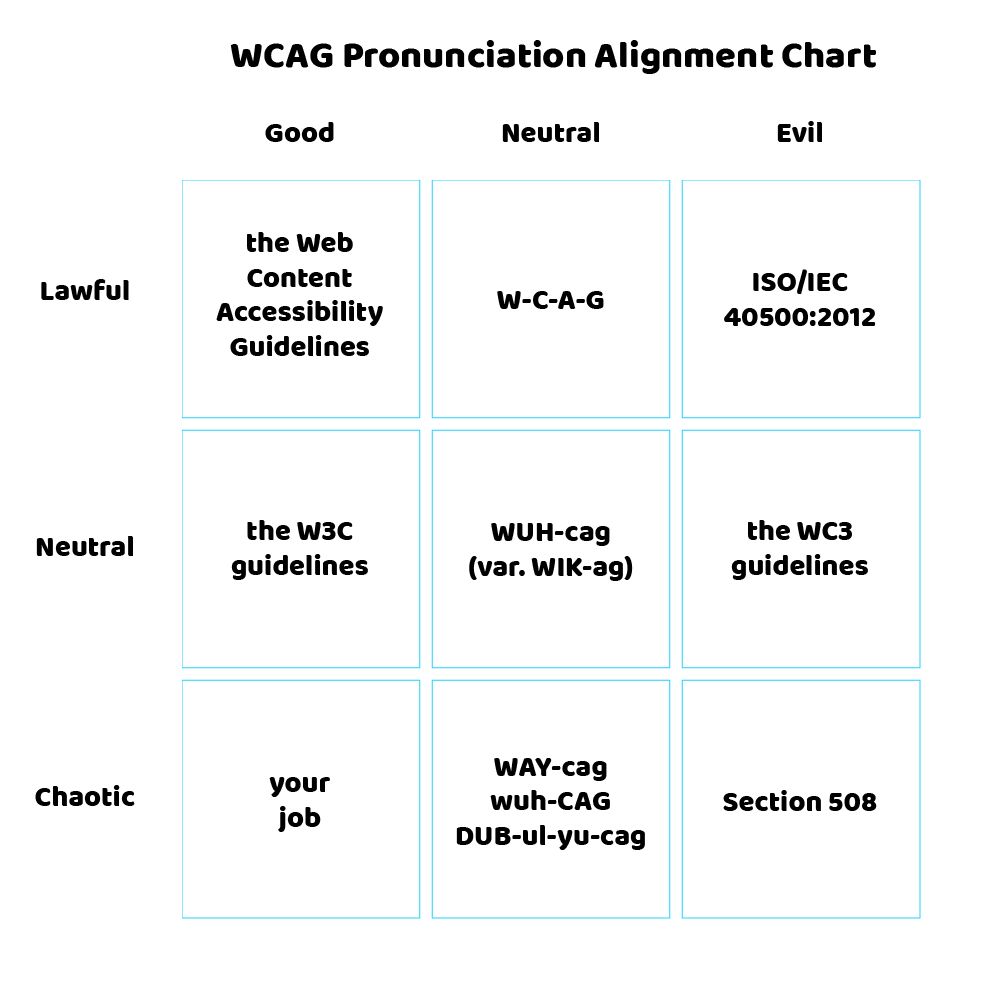 WCAG Pronunciation Alignment Chart
Good
Neutral
Evil
Lawful
the Web
Content
Accessibility
Guidelines
W-C-A-G
ISO/IEC
40500:2012
Neutral
the W3C
guidelines
WUH-cag
(var. WIK-ag)
the WC3
guidelines
Chaotic
your
job
WAY-cag
wuh-CAG
DUB-ul-yu-cag
Section 508